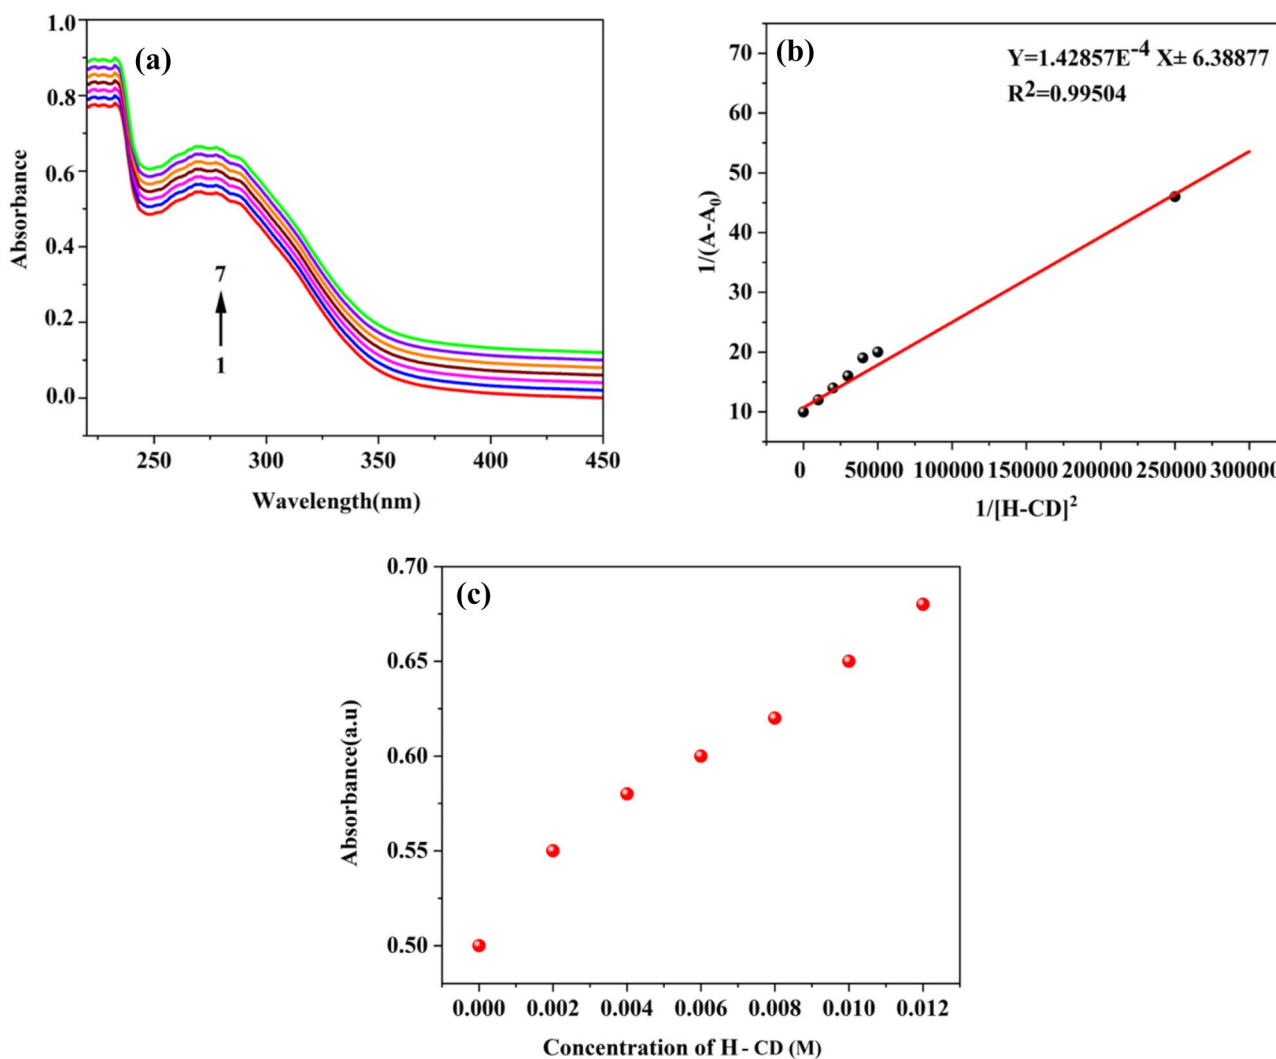 (a)
1.0
0.8
0.6
0.4
0.2
0.0
Absorbance
7
1
250 300 350 400 450
Wavelength(nm)
(b)
Y=1.42857E-4 X± 6.38877
R2=0.99504
70
60
50
40
30
20
10
1/(A-A0)
0 50000 100000 150000 200000 250000 300000
1/[H-CD]2
(c)
0.70
0.65
0.60
0.55
0.50
Absorbance(a.u)
0.000 0.002 0.004 0.006 0.008 0.010 0.012
Concentration of H - CD (M)